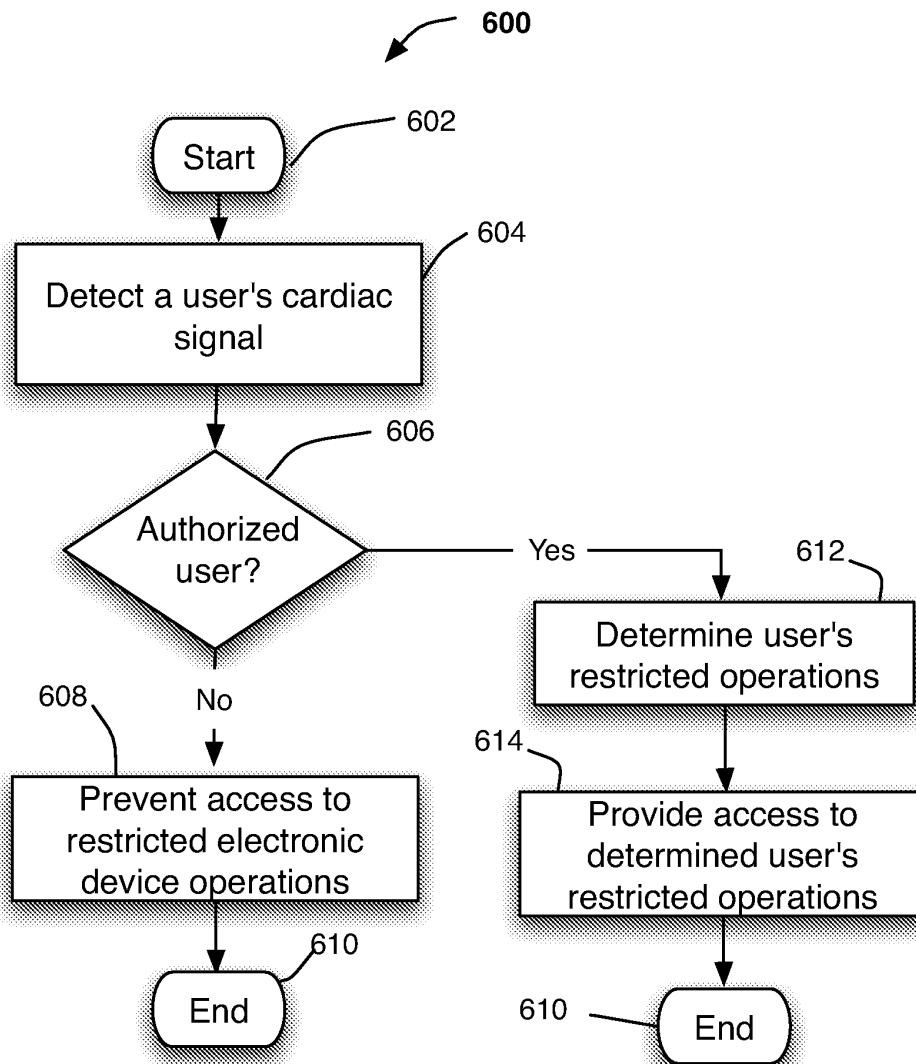 600
602
Start
604
Detect a user's cardiac
signal
606
Authorized
user?
Yes
612
Determine user's
restricted operations
No
608
614
Prevent access to
restricted electronic
device operations
Provide access to
determined user's
restricted operations
610
End
610
End